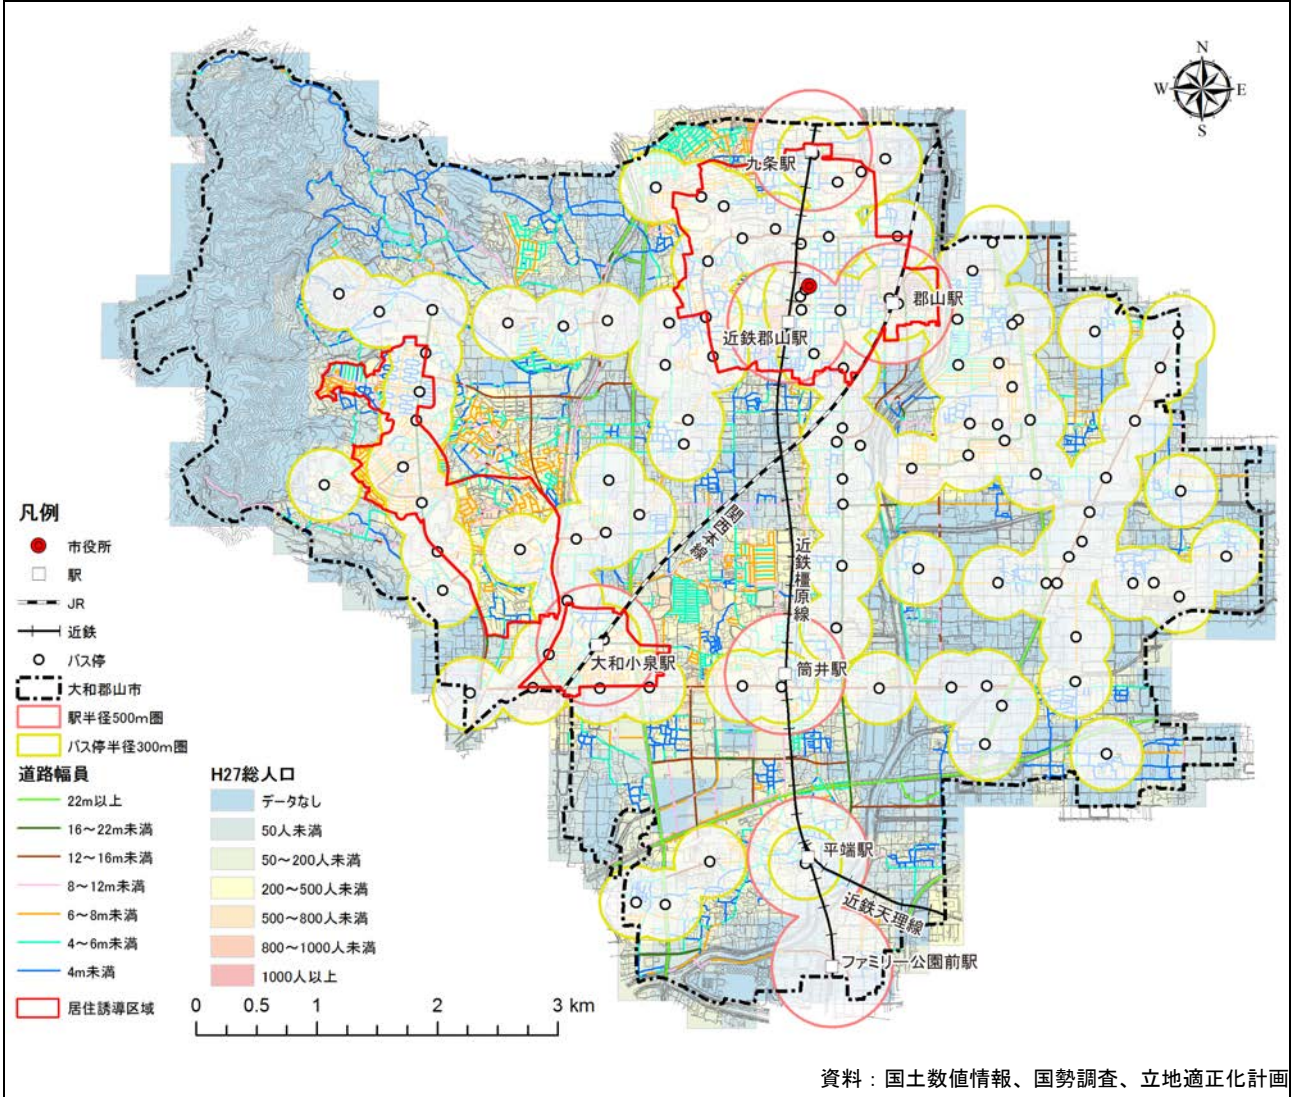 N
W
E
S
九条駅
郡山駅
近鉄郡山駅
関西本線
近鉄橿原線
大和小泉駅
筒井駅
平端駅
近鉄天理線
ファミリー公園前駅
凡例
市役所
駅
JR
近鉄
バス停
大和郡山市
駅半径500m圏
バス停半径300m圏
道路幅員
22m以上
16～22m未満
12～16m未満
8～12m未満
6～8m未満
4～6m未満
4m未満
居住誘導区域
H27総人口
データなし
50人未満
50～200人未満
200～500人未満
500～800人未満
800～1000人未満
1000人以上
0 0.5 1 2 3 km
資料：国土数値情報、国勢調査、立地適正化計画